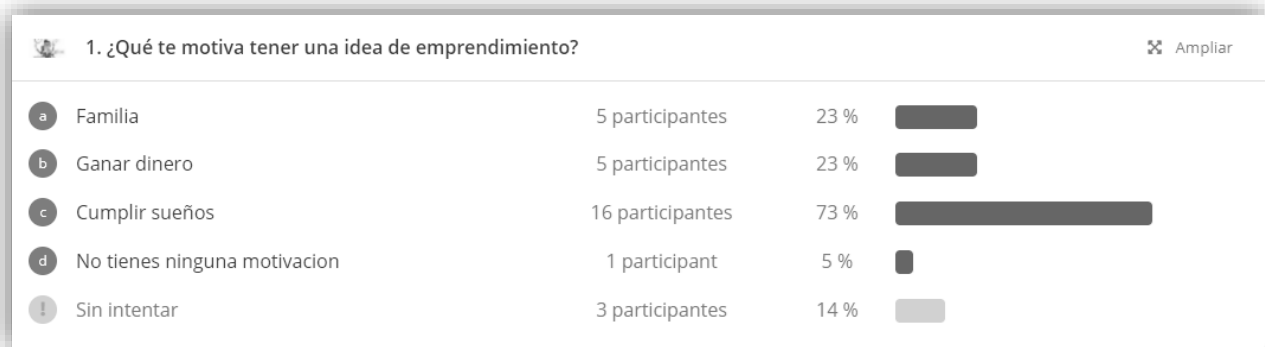 1. ¿Qué te motiva tener una idea de emprendimiento? Ampliar
a Familia 5 participantes 23 %
b Ganar dinero 5 participantes 23 %
c Cumplir sueños 16 participantes 73 %
d No tienes ninguna motivacion 1 participant 5 %
! Sin intentar 3 participantes 14 %